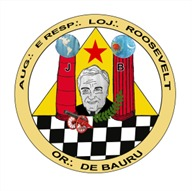 AUG.: E RESP.: LOJ.: ROOSEVELT
J B
OR.: DE BAURU